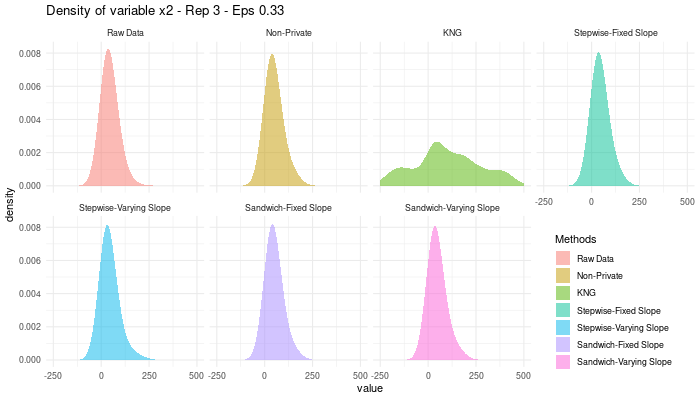 Density of variable x2 - Rep 3 - Eps 0.33
Raw Data
Non-Private
KNG
Stepwise-Fixed Slope
0.008
0.006
0.004
0.002
0.000
-250 0 250 500
density
Stepwise-Varying Slope
Sandwich-Fixed Slope
Sandwich-Varying Slope
0.008
0.006
0.004
0.002
0.000
-250 0 250 500
-250 0 250 500
-250 0 250 500
value
Methods
Raw Data
Non-Private
KNG
Stepwise-Fixed Slope
Stepwise-Varying Slope
Sandwich-Fixed Slope
Sandwich-Varying Slope